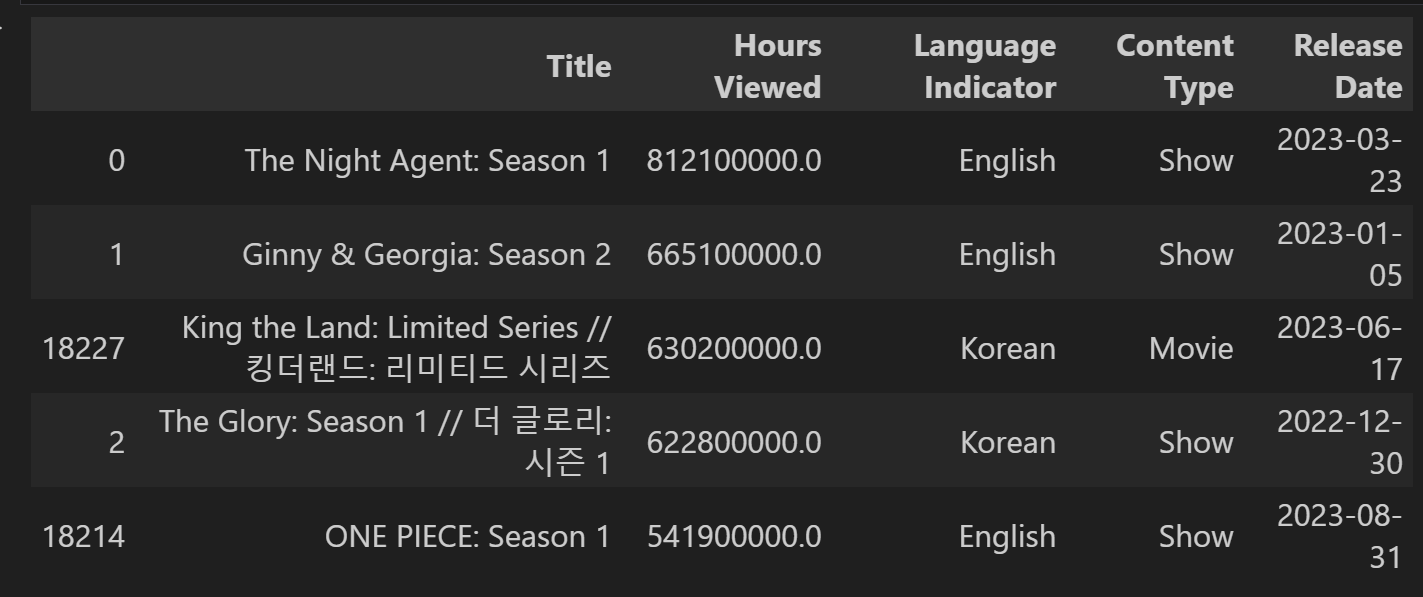 Title Hours Viewed Language Indicator Content Type Release Date
0 The Night Agent: Season 1 812100000.0 English Show 2023-03-23
1 Ginny & Georgia: Season 2 665100000.0 English Show 2023-01-05
18227 King the Land: Limited Series // 킹더랜드: 리미티드 시리즈 630200000.0 Korean Movie 2023-06-17
2 The Glory: Season 1 // 더 글로리: 시즌 1 622800000.0 Korean Show 2022-12-30
18214 ONE PIECE: Season 1 541900000.0 English Show 2023-08-31